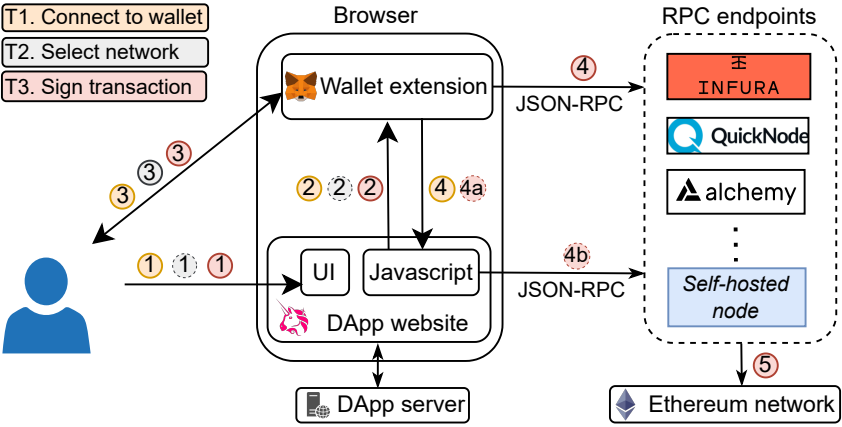 T1. Connect to wallet
T2. Select network
T3. Sign transaction
Browser
RPC endpoints
Wallet extension
4
JSON-RPC
INFURA
QuickNode
alchemy
3 3 3
2 2 2
4 4a
1 1 1
UI
Javascript
4b
JSON-RPC
Self-hosted
node
DApp website
5
DApp server
Ethereum network